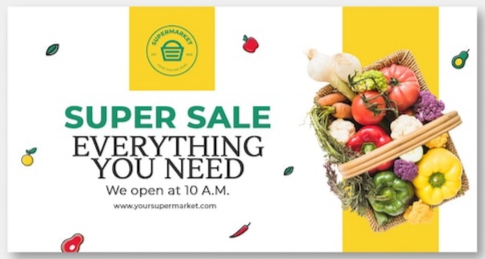 SUPERMARKET
SUPER SALE
EVERYTHING
YOU NEED
We open at 10 A.M.
www.yoursupermarket.com